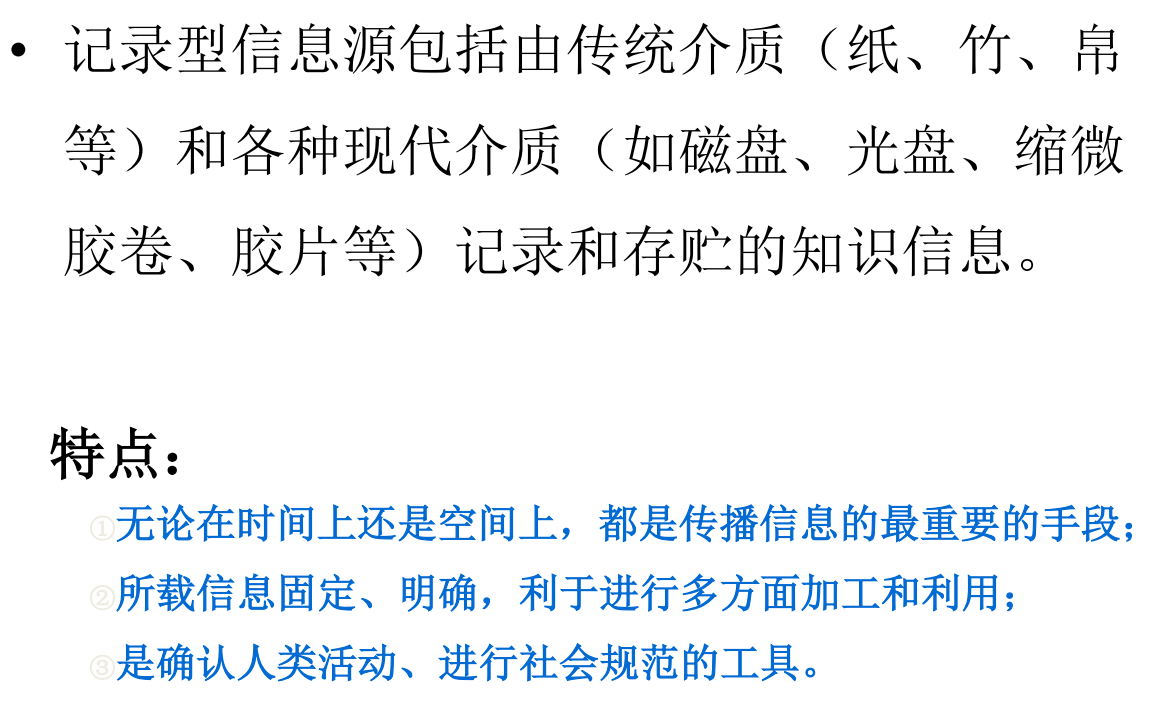 • 记录型信息源包括由传统介质（纸、竹、帛
等）和各种现代介质（如磁盘、光盘、缩微
胶卷、胶片等）记录和存贮的知识信息。
特点：
①无论在时间上还是空间上，都是传播信息的最重要的手段；
②所载信息固定、明确，利于进行多方面加工和利用；
③是确认人类活动、进行社会规范的工具。